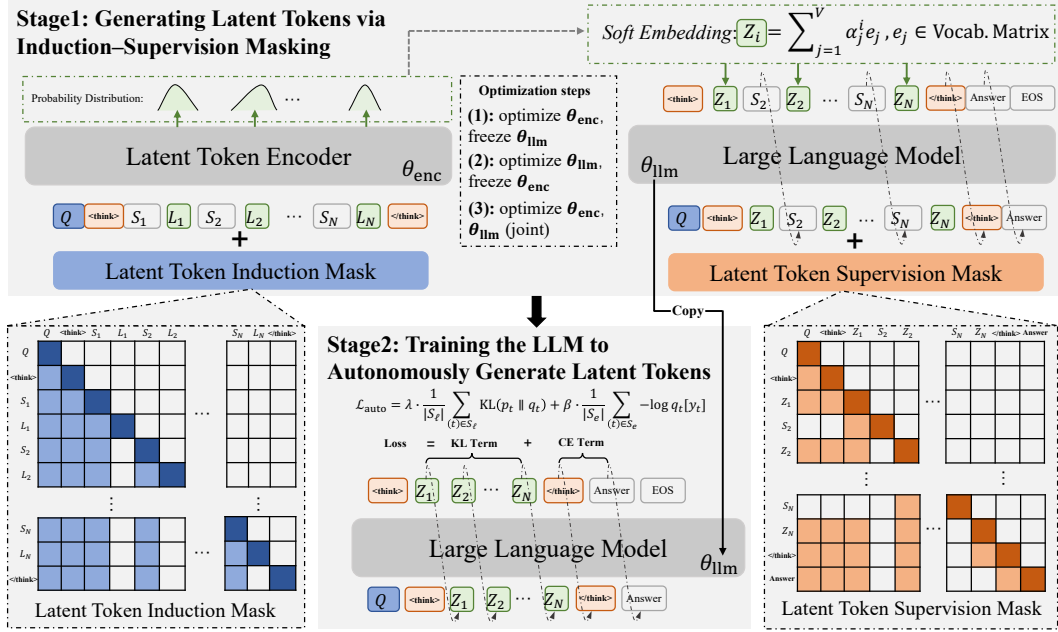 Stage1: Generating Latent Tokens via
Induction–Supervision Masking
Probability Distribution:
...
Latent Token Encoder
θ_enc
Q <think> S_1 L_1 S_2 L_2 ... S_N L_N </think>
+
Latent Token Induction Mask
Optimization steps
(1): optimize θ_enc,
freeze θ_llm
(2): optimize θ_llm,
freeze θ_enc
(3): optimize θ_enc,
θ_llm (joint)
Soft Embedding: Z_i = ∑_{j=1}^{V} α_j^i e_j , e_j ∈ Vocab. Matrix
<think> Z_1 S_2 Z_2 ... S_N Z_N </think> Answer EOS
Large Language Model
θ_llm
Q <think> Z_1 S_2 Z_2 ... S_N Z_N </think> Answer
+
Latent Token Supervision Mask
Copy
Q <think> S_1 L_1 S_2 L_2 S_N L_N </think>
Q
<think>
S_1
L_1
S_2
L_2
...
⋮ ⋮
S_N
L_N
</think>
...
Latent Token Induction Mask
Stage2: Training the LLM to
Autonomously Generate Latent Tokens
ℒ_auto = λ · 1/|S_ℓ| ∑_{(t)∈S_ℓ} KL(p_t ∥ q_t) + β · 1/|S_e| ∑_{(t)∈S_e} −log q_t[y_t]
Loss = KL Term + CE Term
<think> Z_1 Z_2 ... Z_N </think> Answer EOS
Large Language Model
θ_llm
Q <think> Z_1 Z_2 ... Z_N </think> Answer
Q <think> Z_1 S_2 Z_2 S_N Z_N </think> Answer
Q
<think>
Z_1
S_2
Z_2
...
⋮ ⋮
S_N
Z_N
</think>
Answer
...
Latent Token Supervision Mask